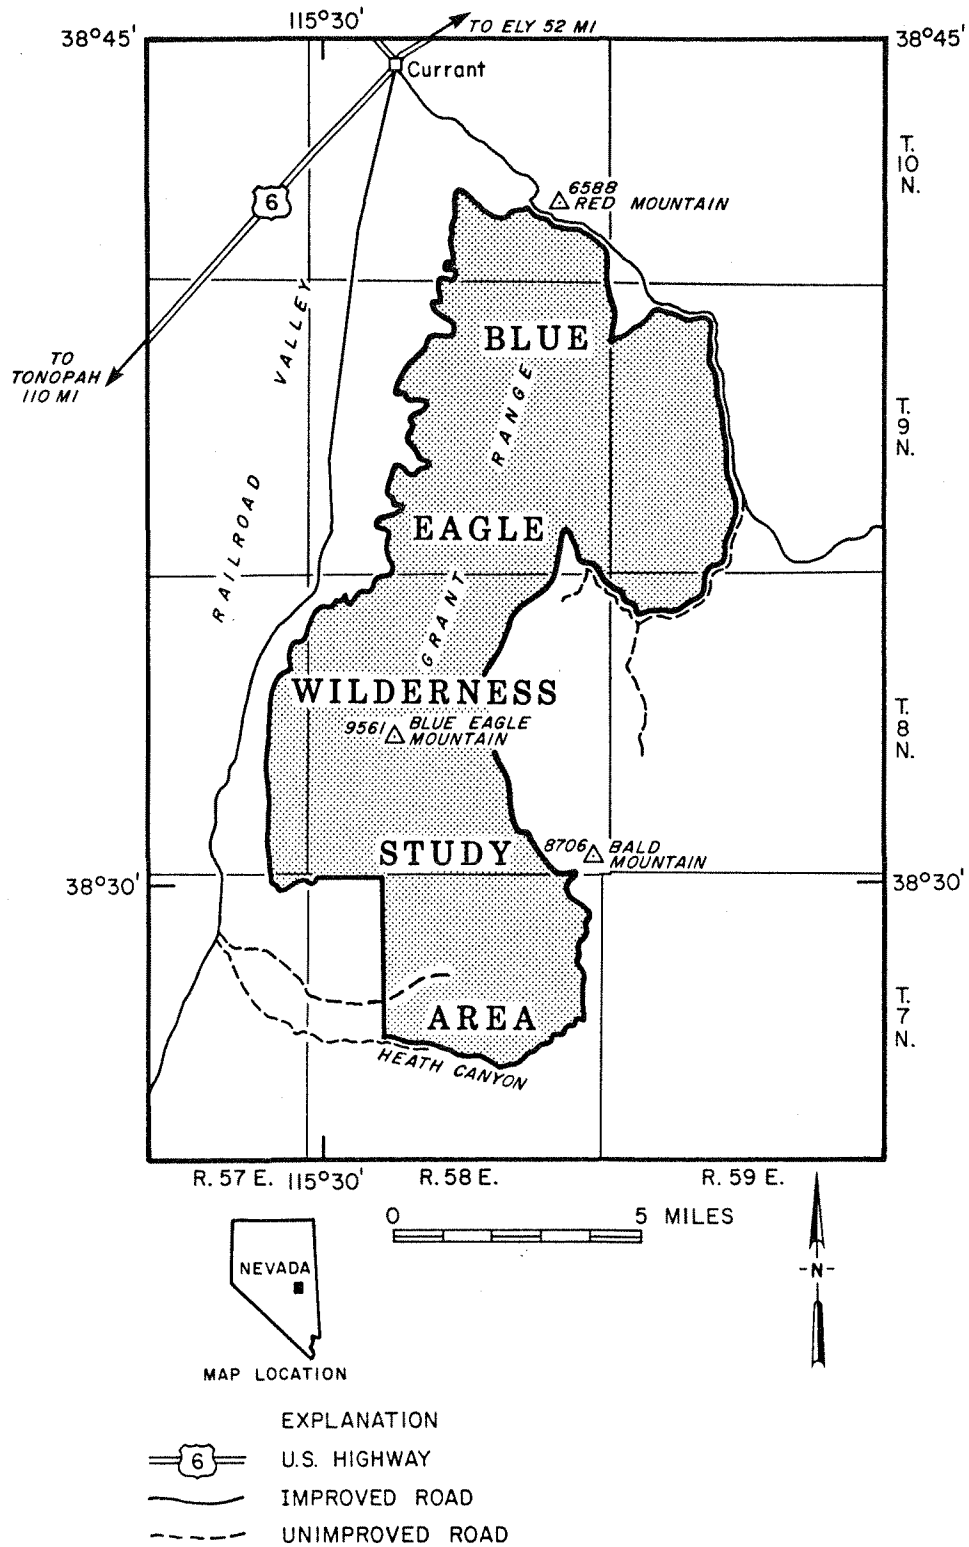 115°30'
TO ELY 52 MI
38°45'
38°45'
Currant
T.
10
N.
6588
RED MOUNTAIN
6
VALLEY
BLUE
TO
TONOPAH
110 MI
RANGE
T.
9
N.
RAILROAD
EAGLE
GRANT
WILDERNESS
9561 BLUE EAGLE
MOUNTAIN
T.
8
N.
STUDY
8706 BALD
MOUNTAIN
38°30'
38°30'
T.
7
N.
AREA
HEATH CANYON
R. 57 E. 115°30' R. 58 E. R. 59 E.
0 5 MILES
NEVADA
-N-
MAP LOCATION
EXPLANATION
6 U.S. HIGHWAY
IMPROVED ROAD
UNIMPROVED ROAD